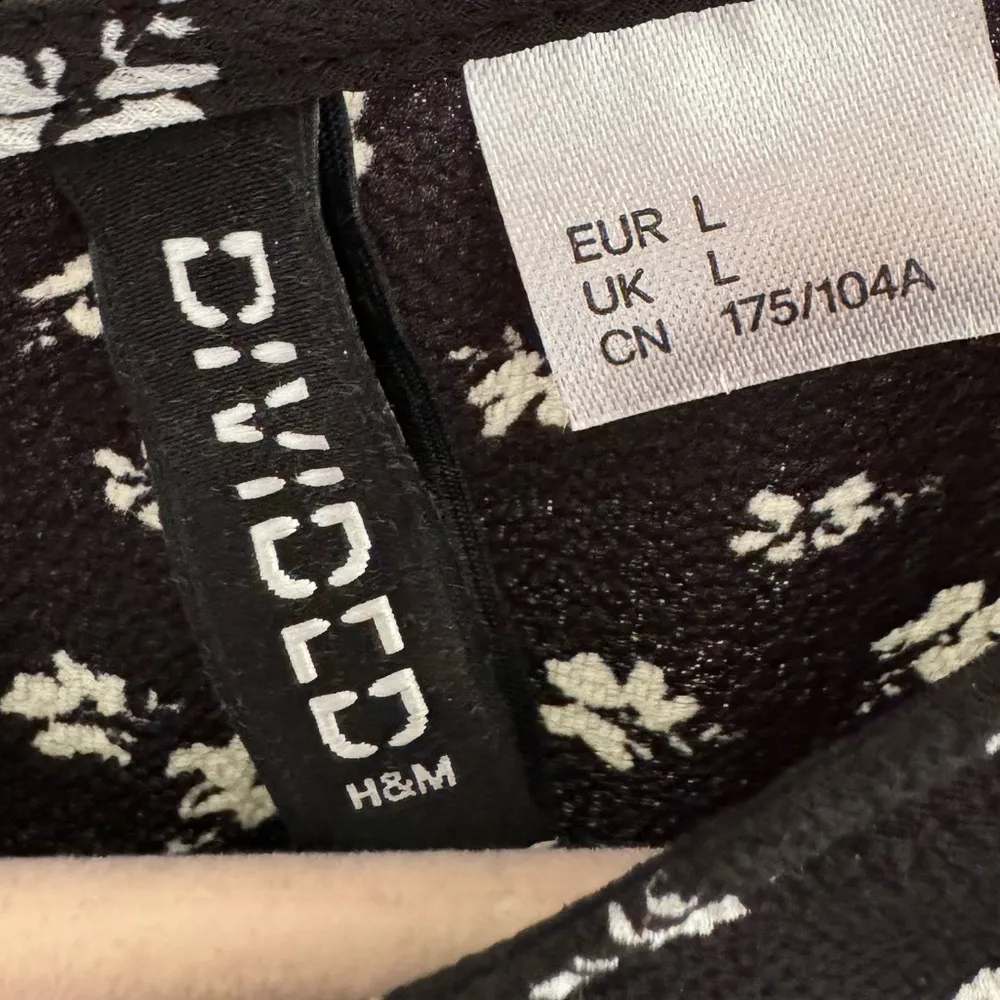 DIVIDED
H&M
EUR L
UK L
CN 175/104A